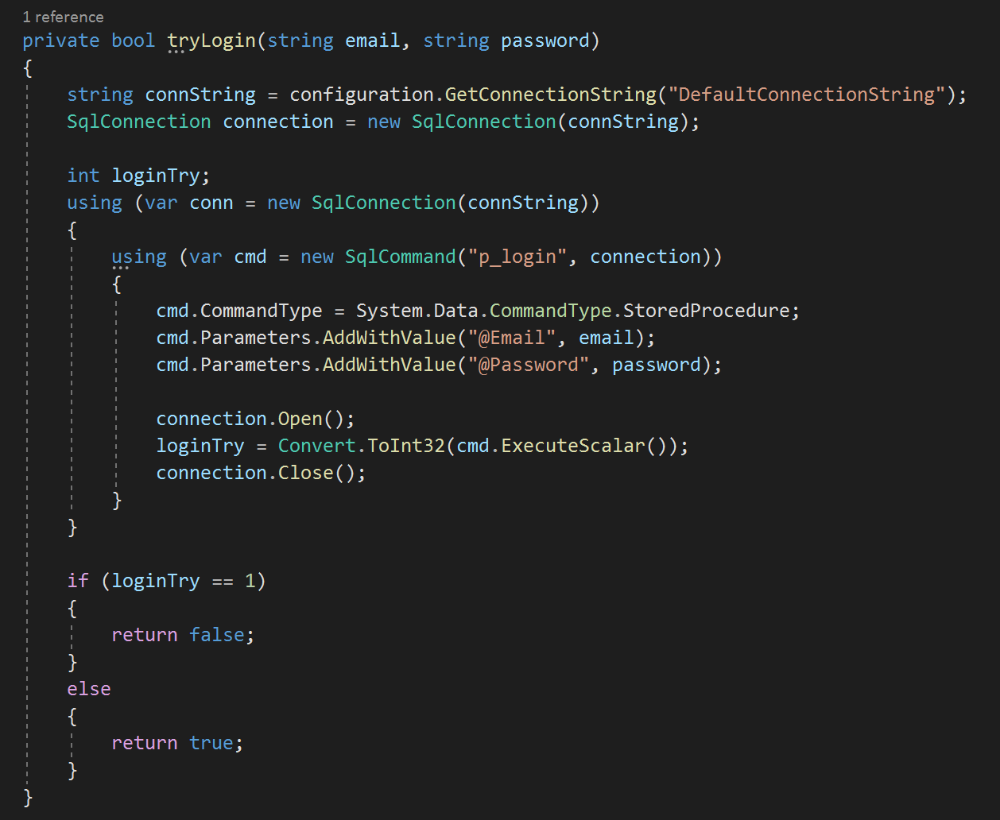 1 reference
private bool tryLogin(string email, string password)
{
    string connString = configuration.GetConnectionString("DefaultConnectionString");
    SqlConnection connection = new SqlConnection(connString);

    int loginTry;
    using (var conn = new SqlConnection(connString))
    {
        using (var cmd = new SqlCommand("p_login", connection))
        {
            cmd.CommandType = System.Data.CommandType.StoredProcedure;
            cmd.Parameters.AddWithValue("@Email", email);
            cmd.Parameters.AddWithValue("@Password", password);

            connection.Open();
            loginTry = Convert.ToInt32(cmd.ExecuteScalar());
            connection.Close();
        }
    }

    if (loginTry == 1)
    {
        return false;
    }
    else
    {
        return true;
    }
}